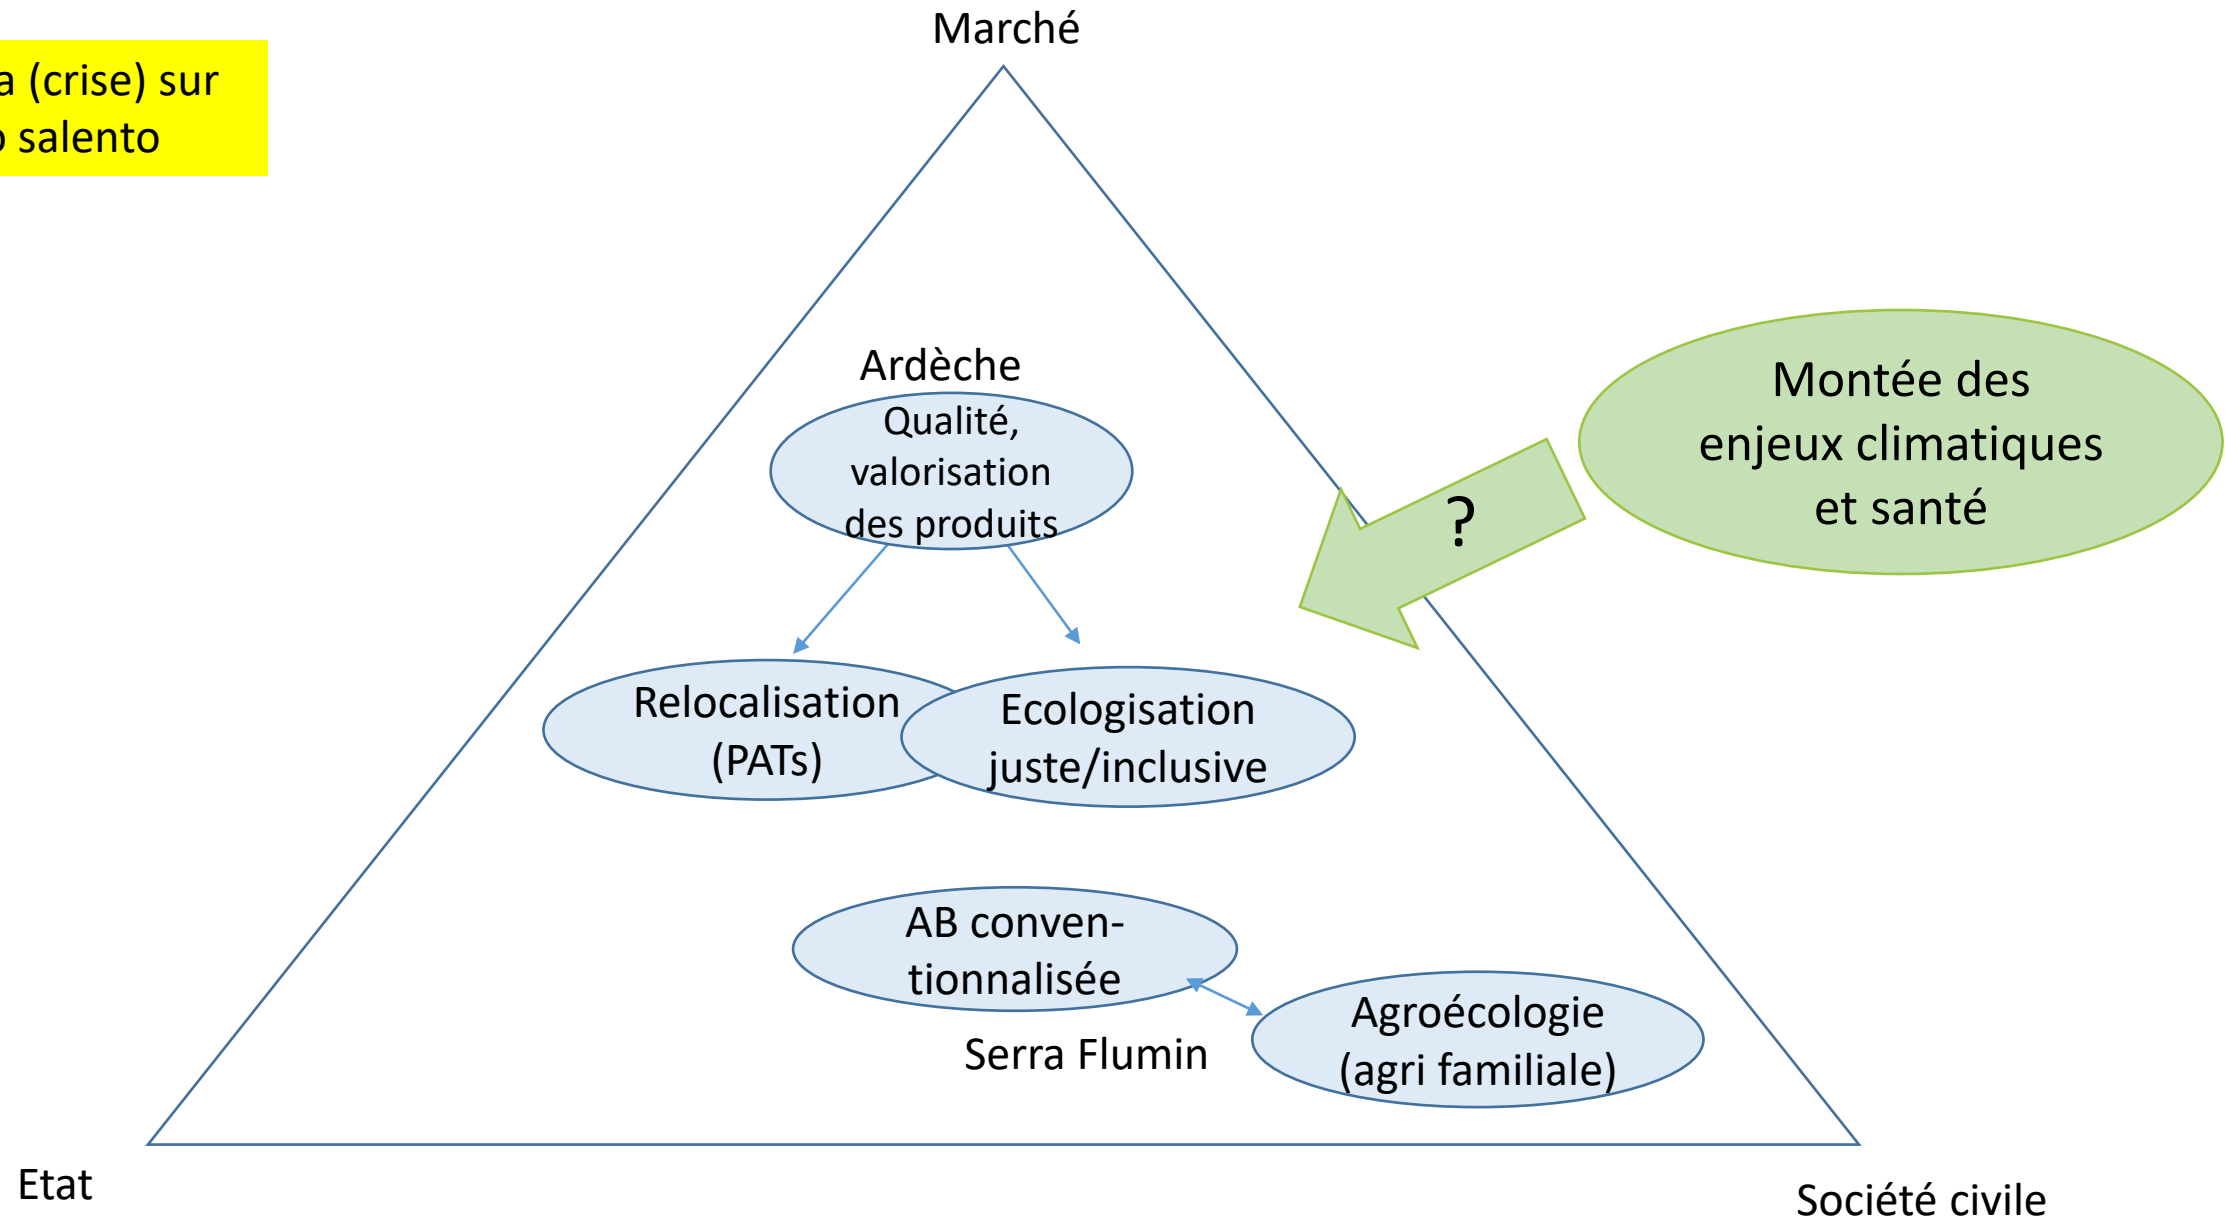 Marché
a (crise) sur
salento
Ardèche
Qualité,
valorisation
des produits
Montée des
enjeux climatiques
et santé
?
Relocalisation
(PATs)
Ecologisation
juste/inclusive
AB conven-
tionnalisée
Agroécologie
(agri familiale)
Serra Flumin
Etat
Société civile